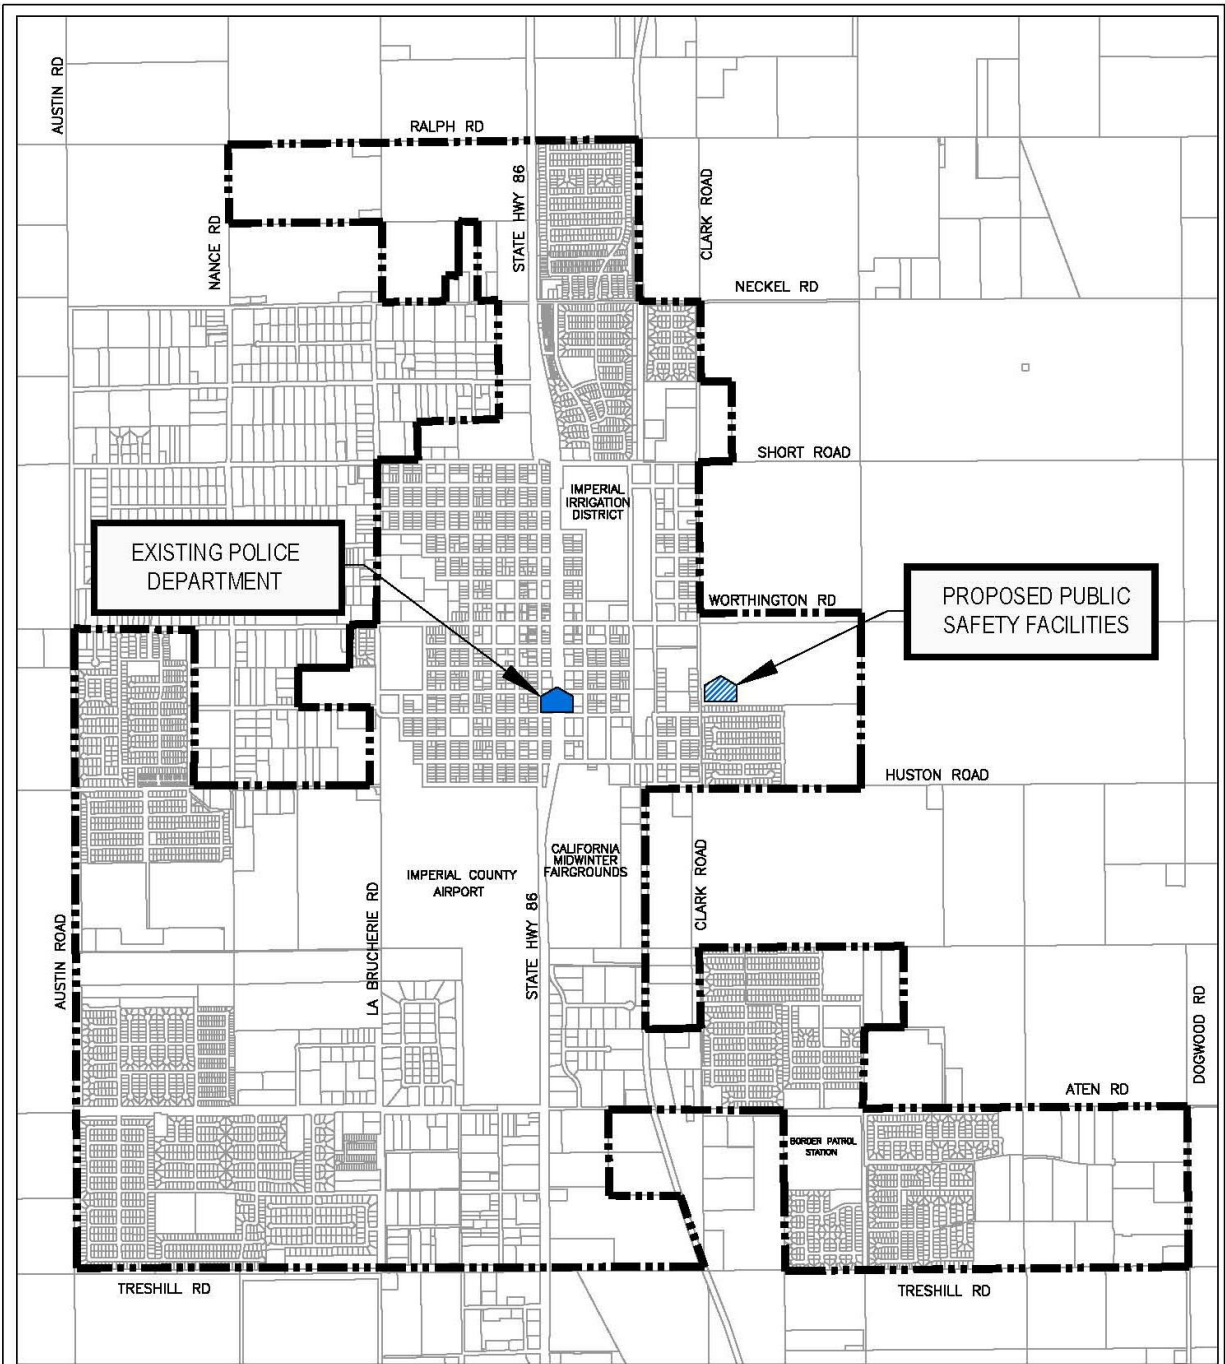 AUSTIN RD
RALPH RD
NANCE RD
STATE HWY 86
CLARK ROAD
NECKEL RD
SHORT ROAD
IMPERIAL
IRRIGATION
DISTRICT
EXISTING POLICE
DEPARTMENT
WORTHINGTON RD
PROPOSED PUBLIC
SAFETY FACILITIES
HUSTON ROAD
CALIFORNIA
MIDWINTER
FAIRGROUNDS
IMPERIAL COUNTY
AIRPORT
CLARK ROAD
AUSTIN ROAD
LA BRUCHERIE RD
STATE HWY 86
DOGWOOD RD
ATEN RD
BORDER PATROL
STATION
TRESHILL RD
TRESHILL RD